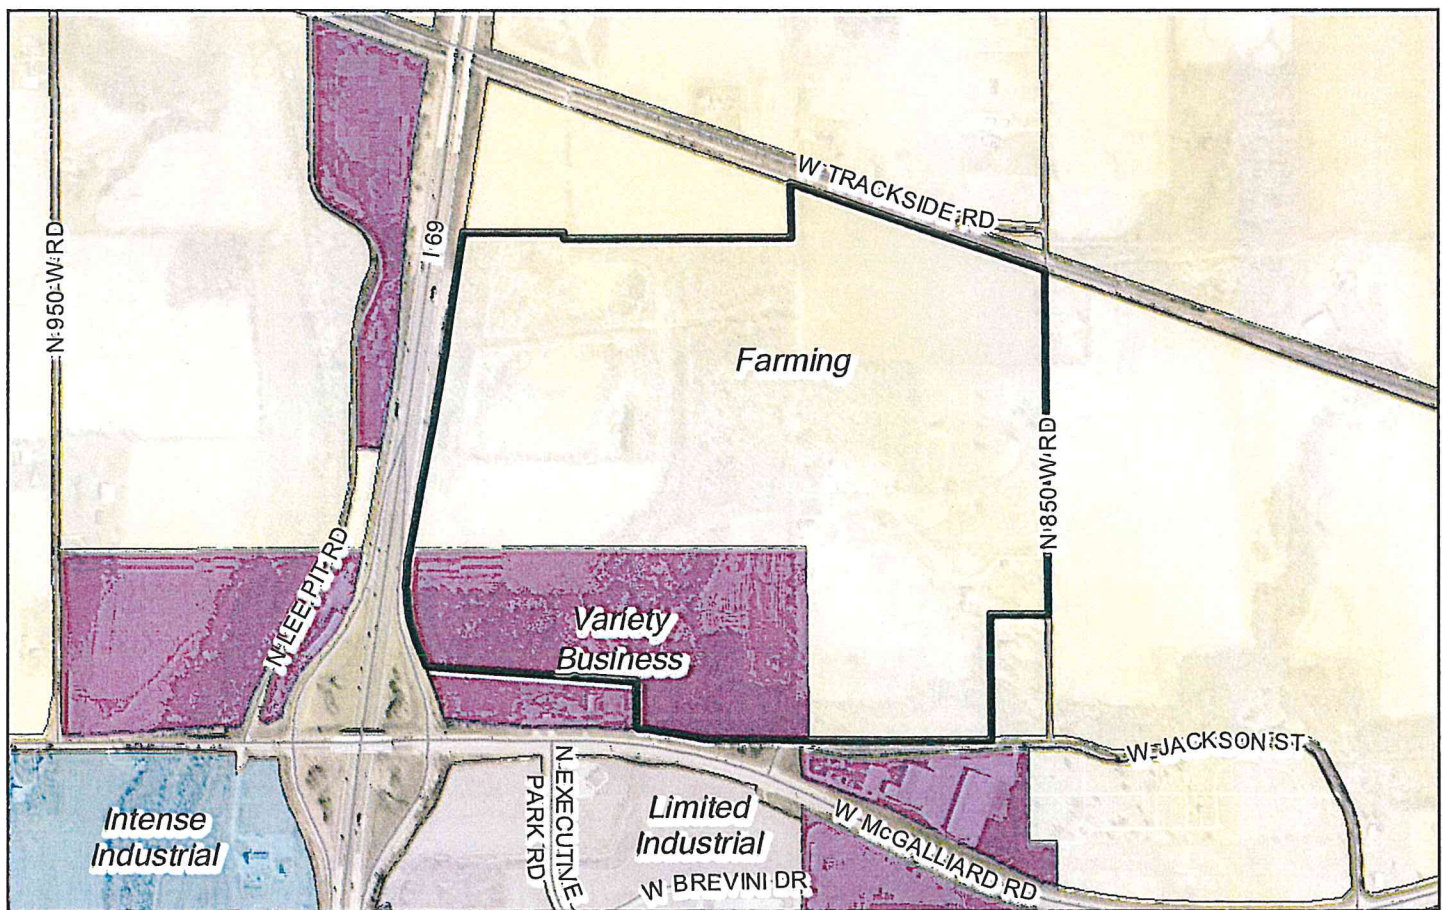 W TRACKSIDE RD
I 69
N 950 W RD
Farming
N 850 W RD
N LEE PIT RD
Variety
Business
W JACKSON ST
N EXECUTIVE
PARK RD
Intense
Industrial
Limited
Industrial
W McGALLIARD RD
W BREVINI DR